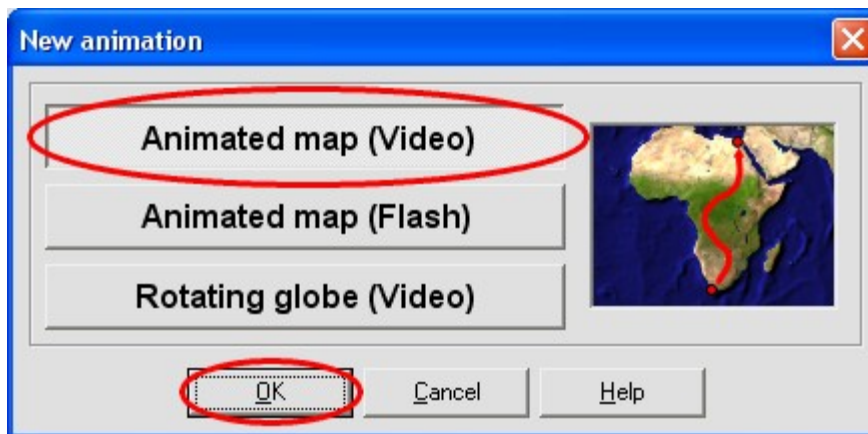 New animation
Animated map (Video)
Animated map (Flash)
Rotating globe (Video)
OK Cancel Help